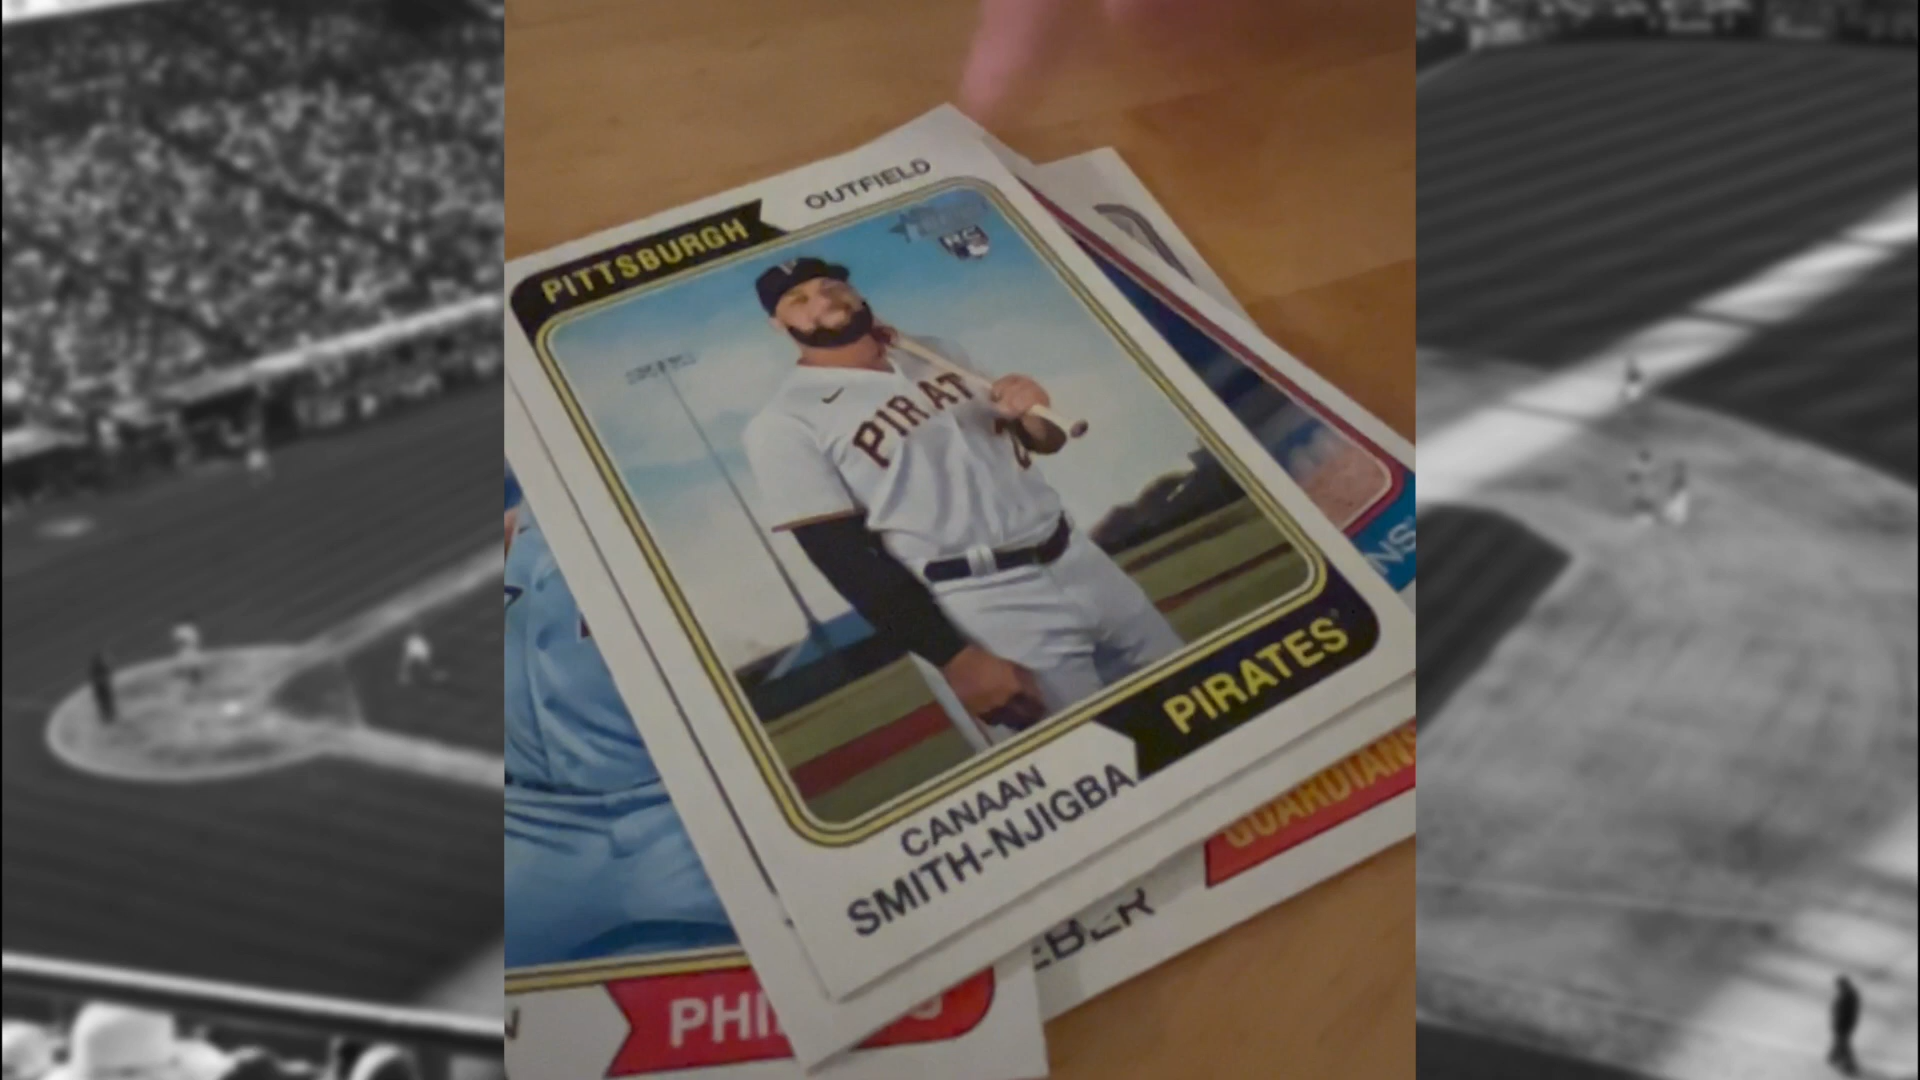 PITTSBURGH
OUTFIELD
RC
PIRAT
PIRATES
CANAAN
SMITH-NJIGBA
GUARDIANS